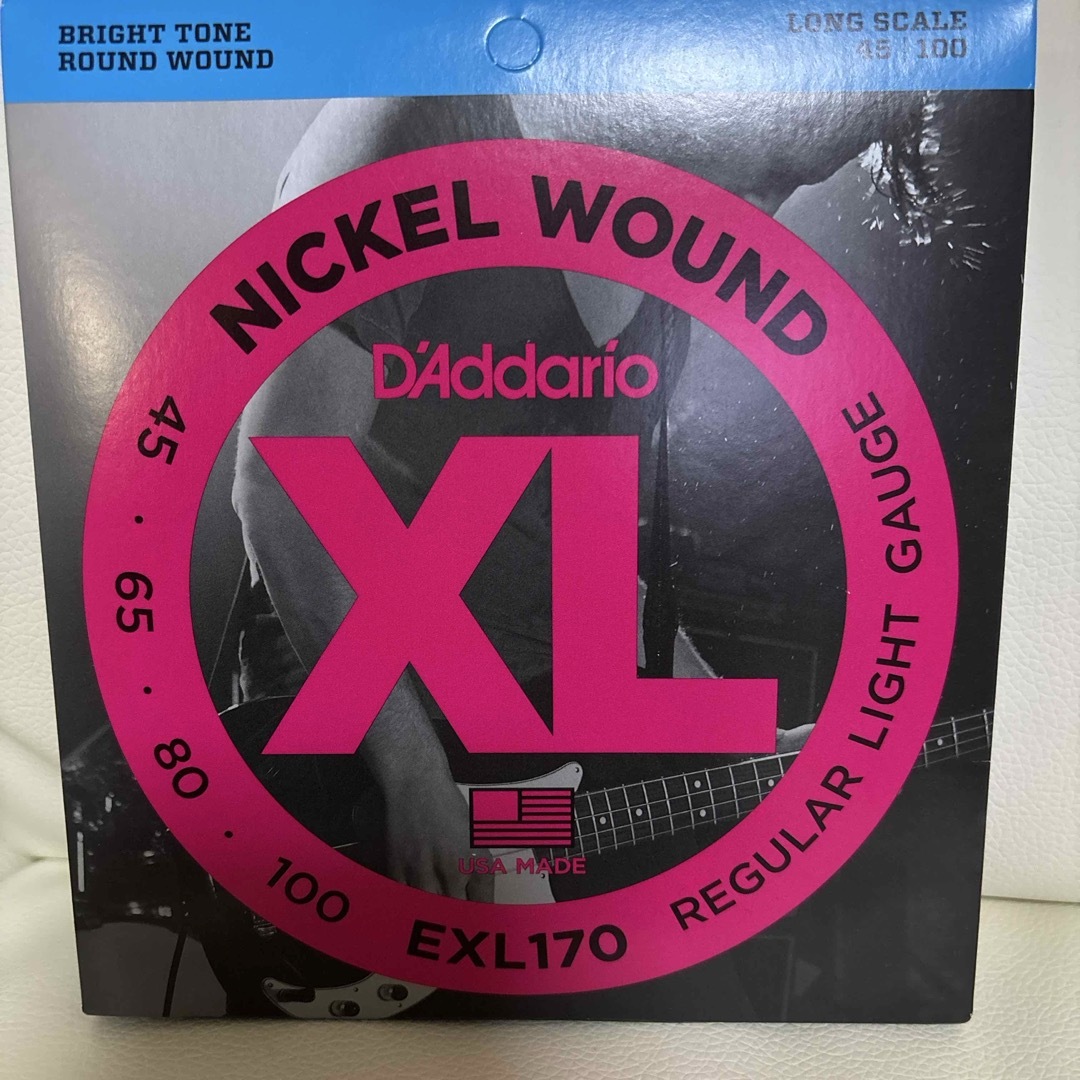 BRIGHT TONE
ROUND WOUND
LONG SCALE
45 | 100
NICKEL WOUND
D'Addario
XL
45 · 65 · 80 · 100
EXL170
REGULAR LIGHT GAUGE
USA MADE